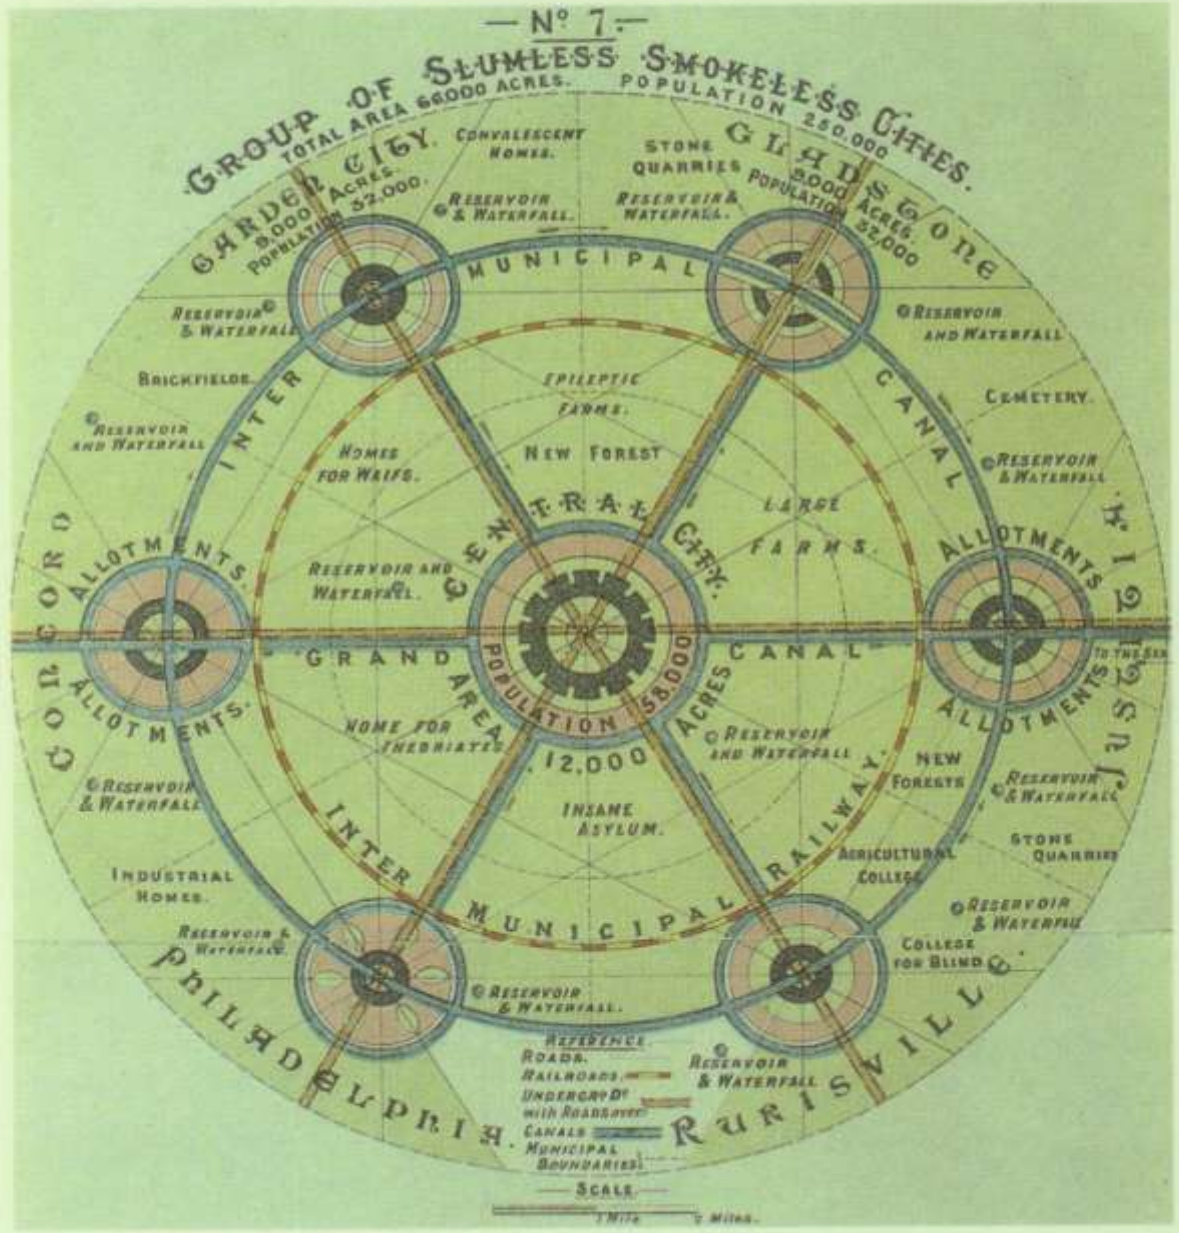 — Nº 7. —
GROUP OF SLUMLESS SMOKELESS CITIES.
TOTAL AREA 66,000 ACRES. POPULATION 250,000
GARDEN CITY.
9,000 ACRES.
POPULATION 32,000.
CONVALESCENT
HOMES.
STONE
QUARRIES
GLADSTONE
9,000 ACRES.
POPULATION 32,000
RESERVOIR
& WATERFALL.
RESERVOIR &
WATERFALL.
INTER MUNICIPAL CANAL
RESERVOIR
& WATERFALL
RESERVOIR
AND WATERFALL
BRICKFIELDS.
EPILEPTIC
FARMS.
CEMETERY.
RESERVOIR
AND WATERFALL
HOMES
FOR WAIFS.
NEW FOREST
RESERVOIR
& WATERFALL
LARGE
FARMS.
CENTRAL CITY.
CONCORD
ALLOTMENTS.
ALLOTMENTS
RESERVOIR AND
WATERFALL.
GRAND CANAL
POPULATION 58,000
AREA 12,000 ACRES
TO THE SEA
ALLOTMENTS.
ALLOTMENTS
HOME FOR
INEBRIATES
RESERVOIR
AND WATERFALL
NEW
FORESTS
RESERVOIR
& WATERFALL
RESERVOIR
& WATERFALL
INSANE
ASYLUM.
STONE
QUARRIES
INTER MUNICIPAL RAILWAY.
AGRICULTURAL
COLLEGE
INDUSTRIAL
HOMES.
RESERVOIR
& WATERFALL
RESERVOIR &
WATERFALL.
COLLEGE
FOR BLIND.
RESERVOIR
& WATERFALL.
PHILADELPHIA.
RURISVILLE.
REFERENCE.
ROADS.
RAILROADS.
UNDERGRD Dº
with ROADS over
CANALS
MUNICIPAL
BOUNDARIES
RESERVOIR
& WATERFALL
SCALE
1 Mile 2 Miles.